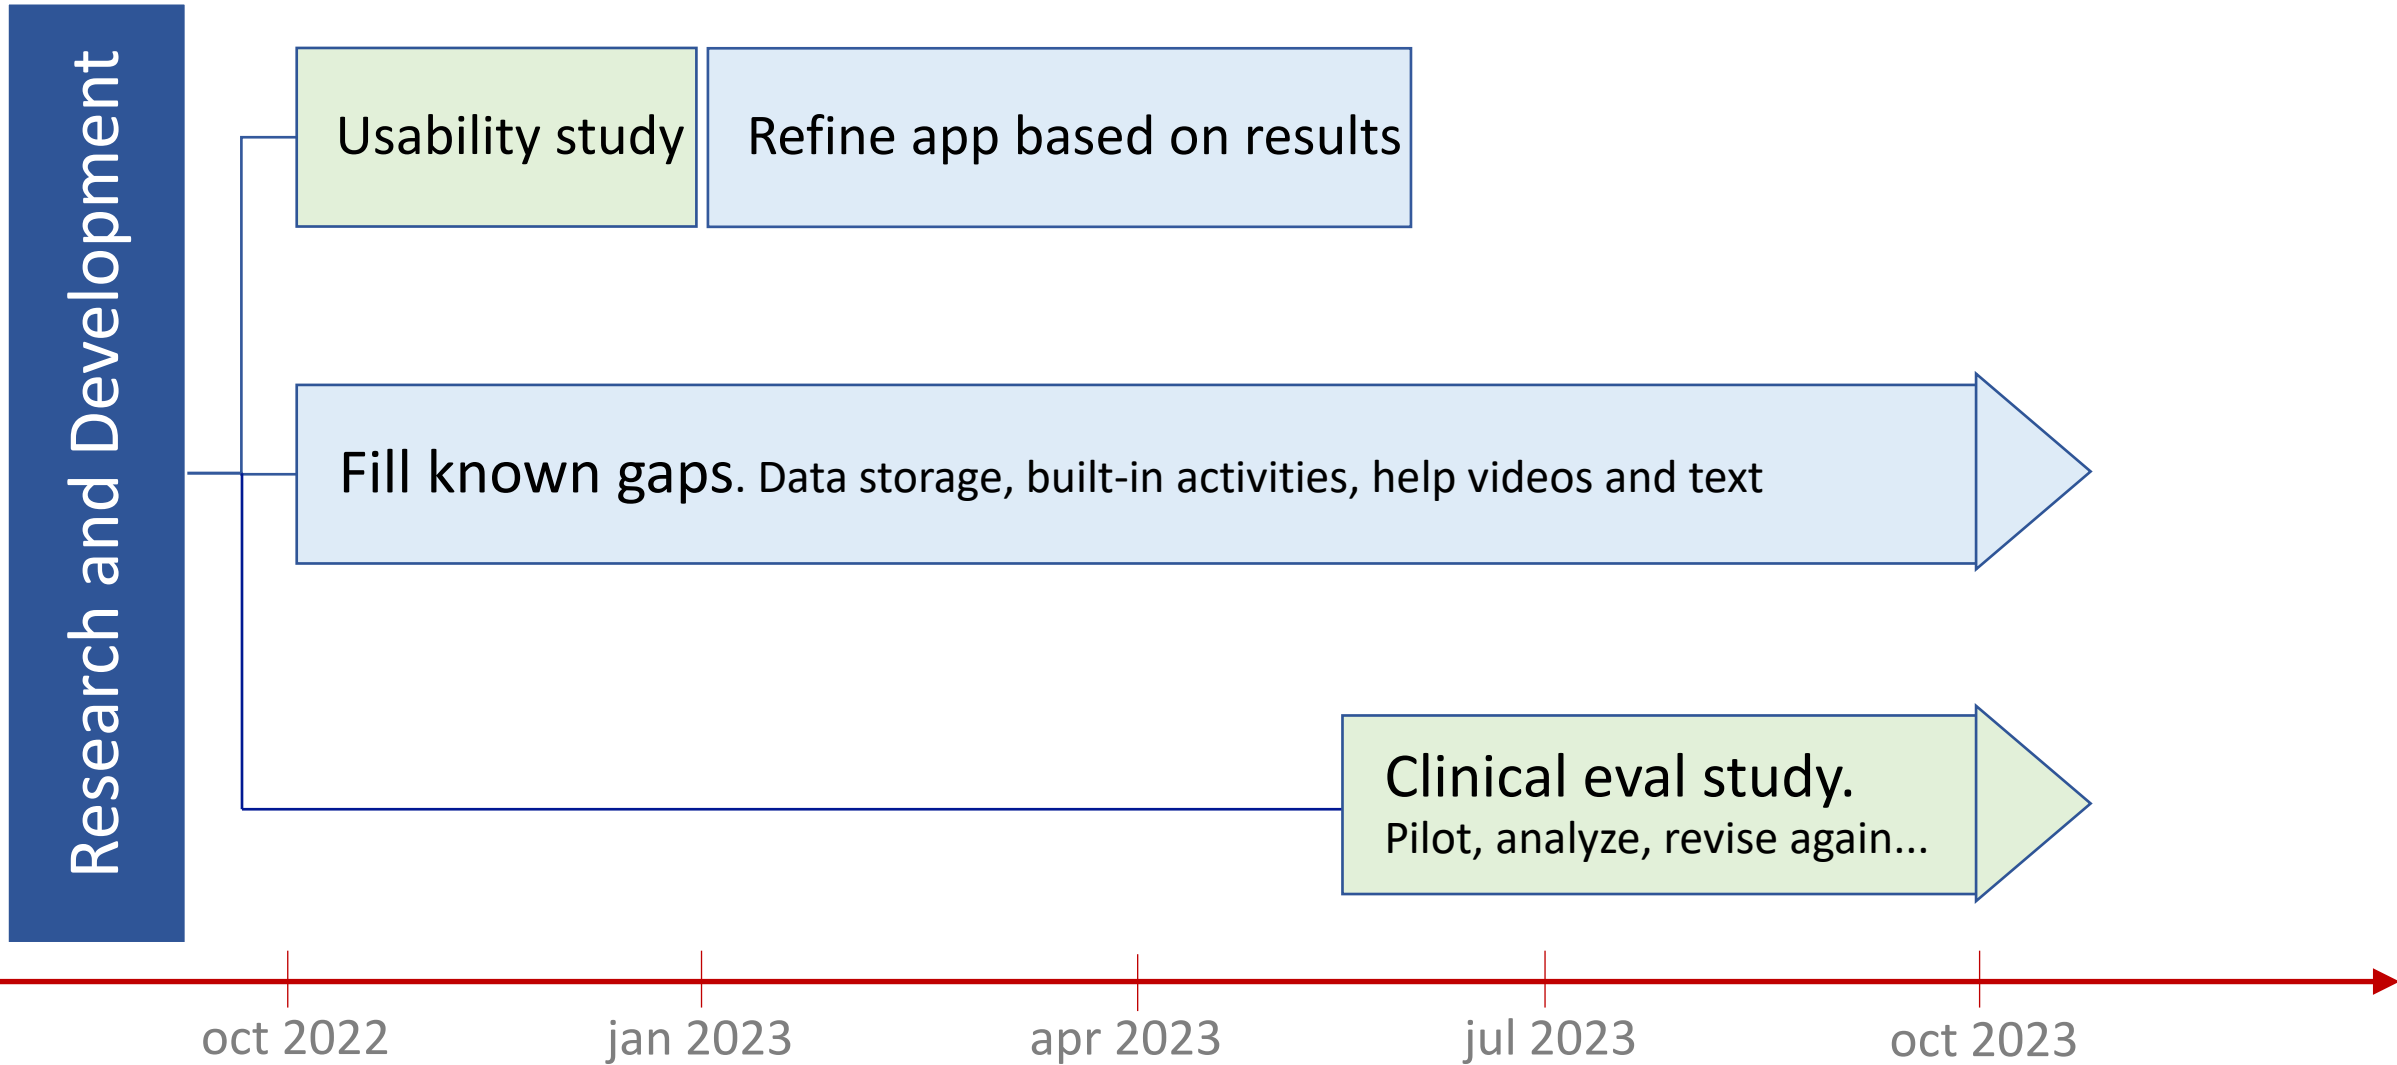 Research and Development
Usability study
Refine app based on results
Fill known gaps. Data storage, built-in activities, help videos and text
Clinical eval study.
Pilot, analyze, revise again...
oct 2022
jan 2023
apr 2023
jul 2023
oct 2023